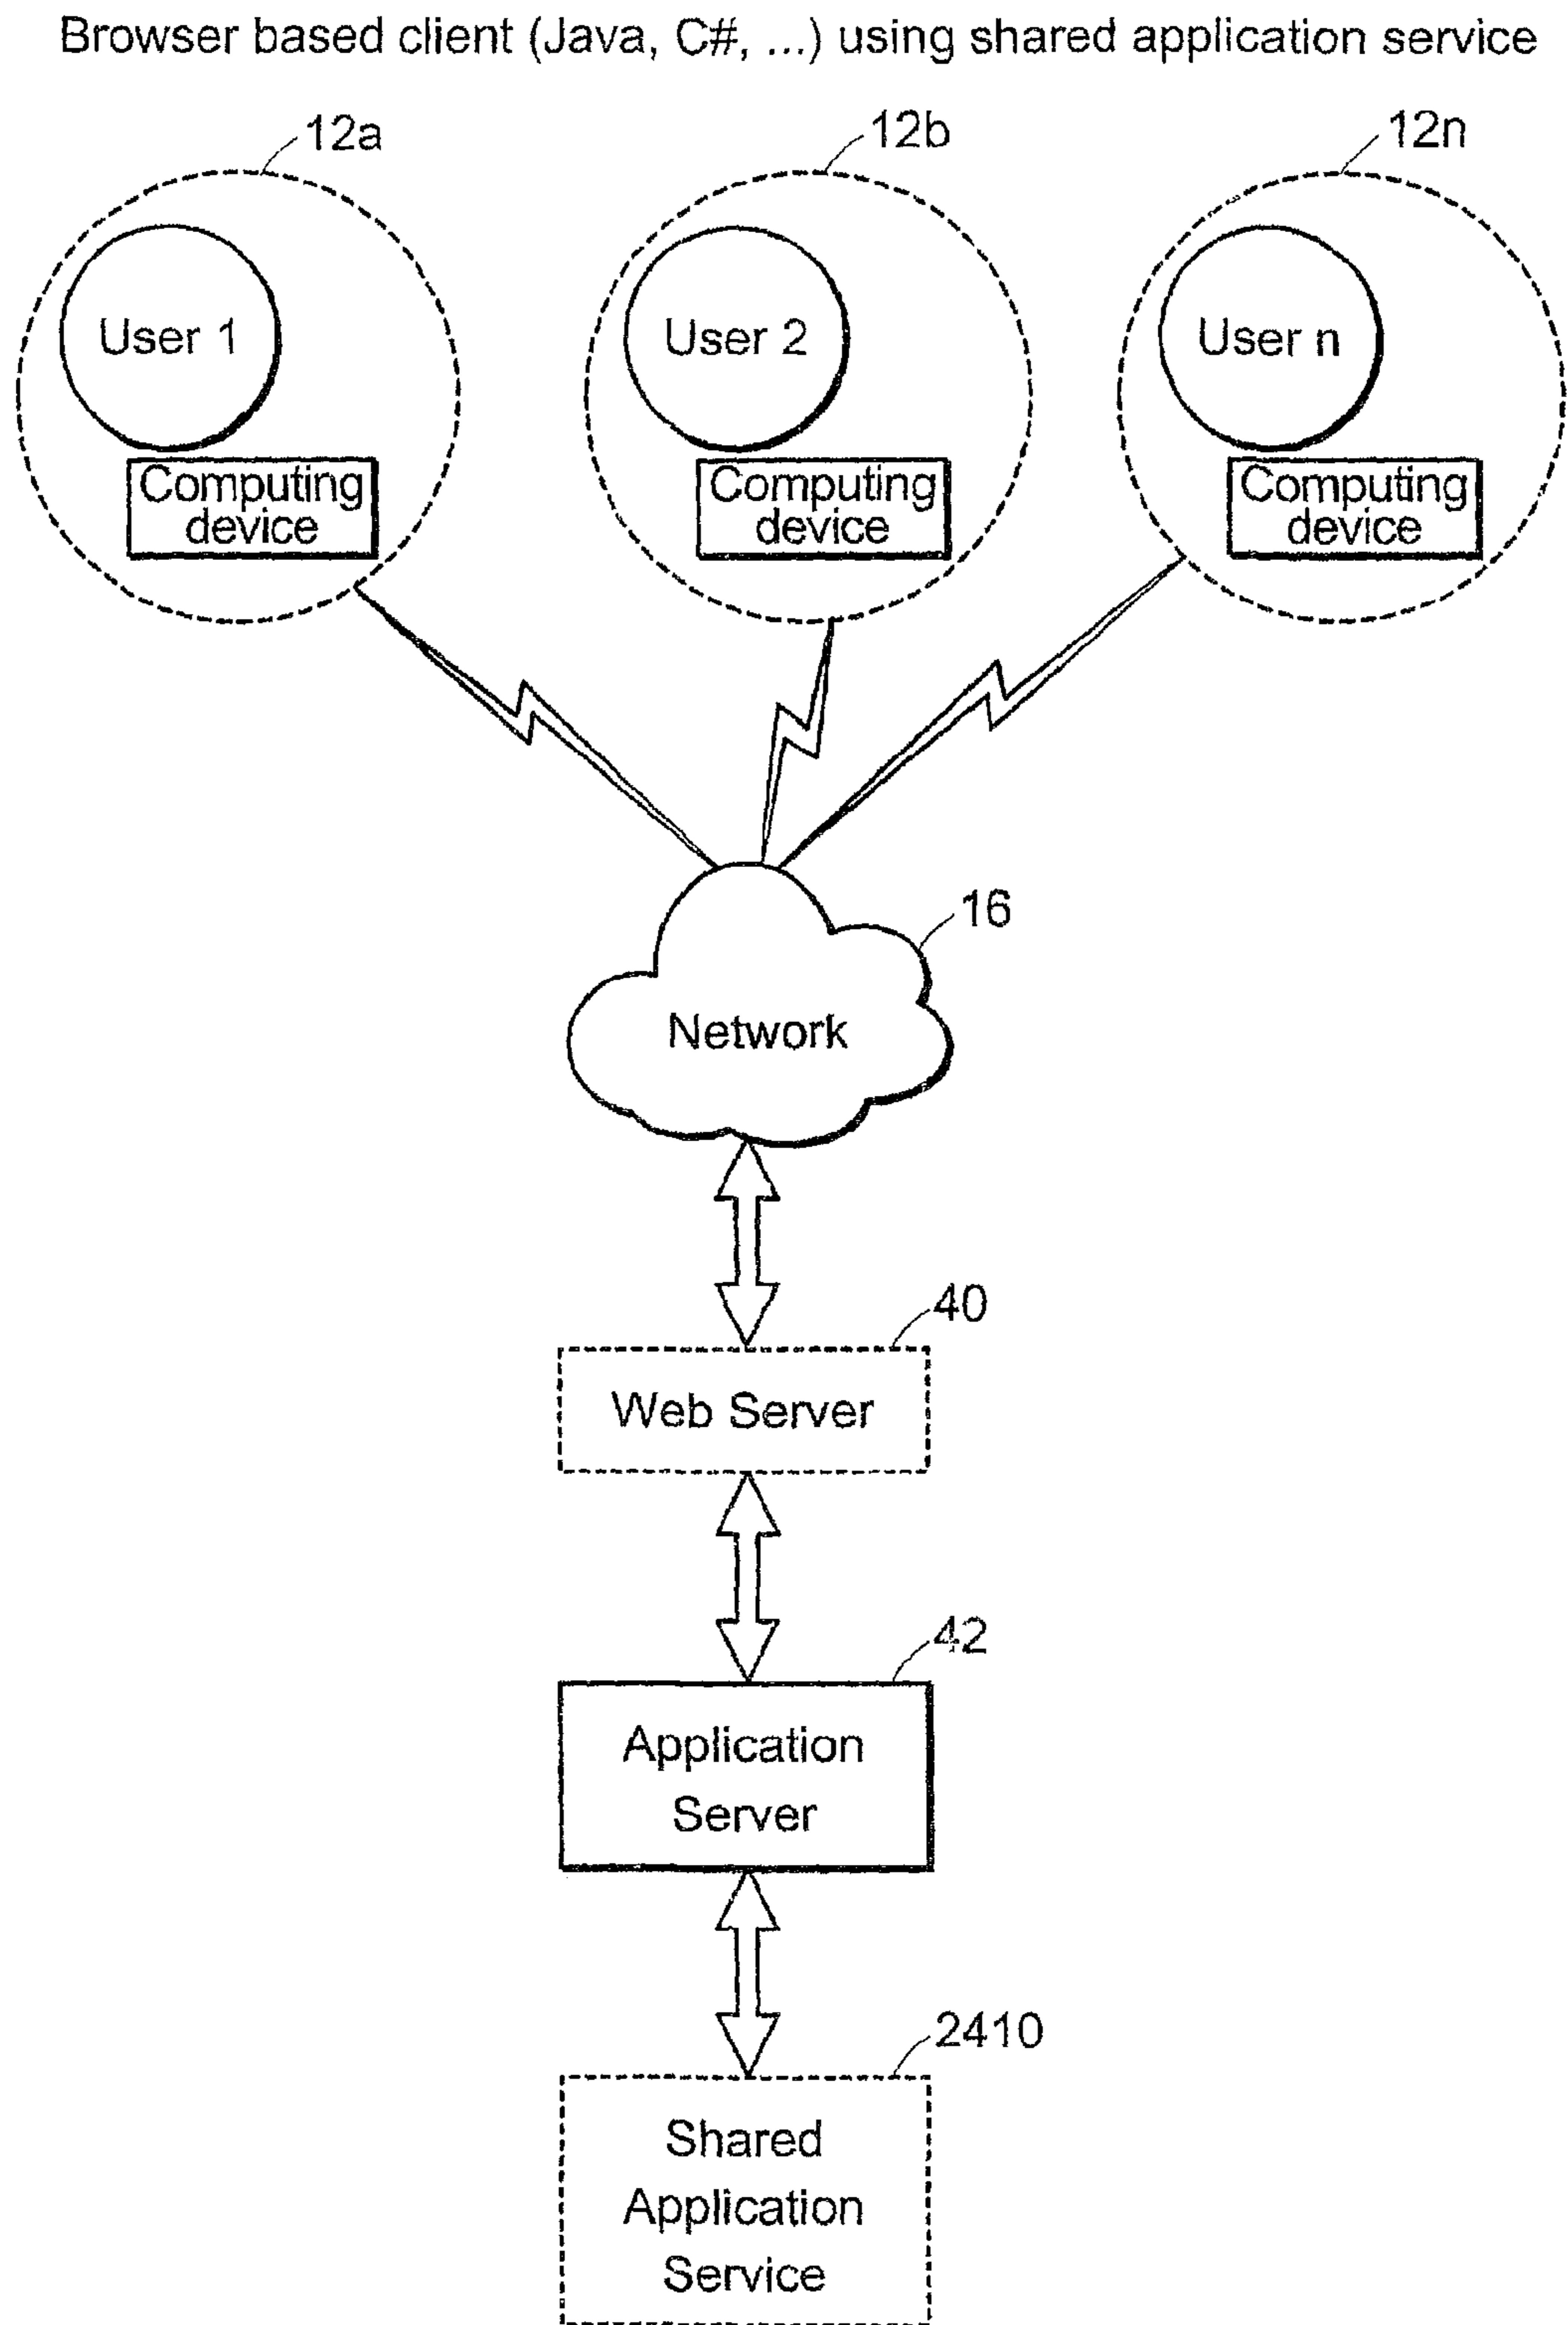 Browser based client (Java, C#, ...) using shared application service
12a
12b
12n
User 1
User 2
User n
Computing
device
Computing
device
Computing
device
16
Network
40
Web Server
42
Application
Server
2410
Shared
Application
Service